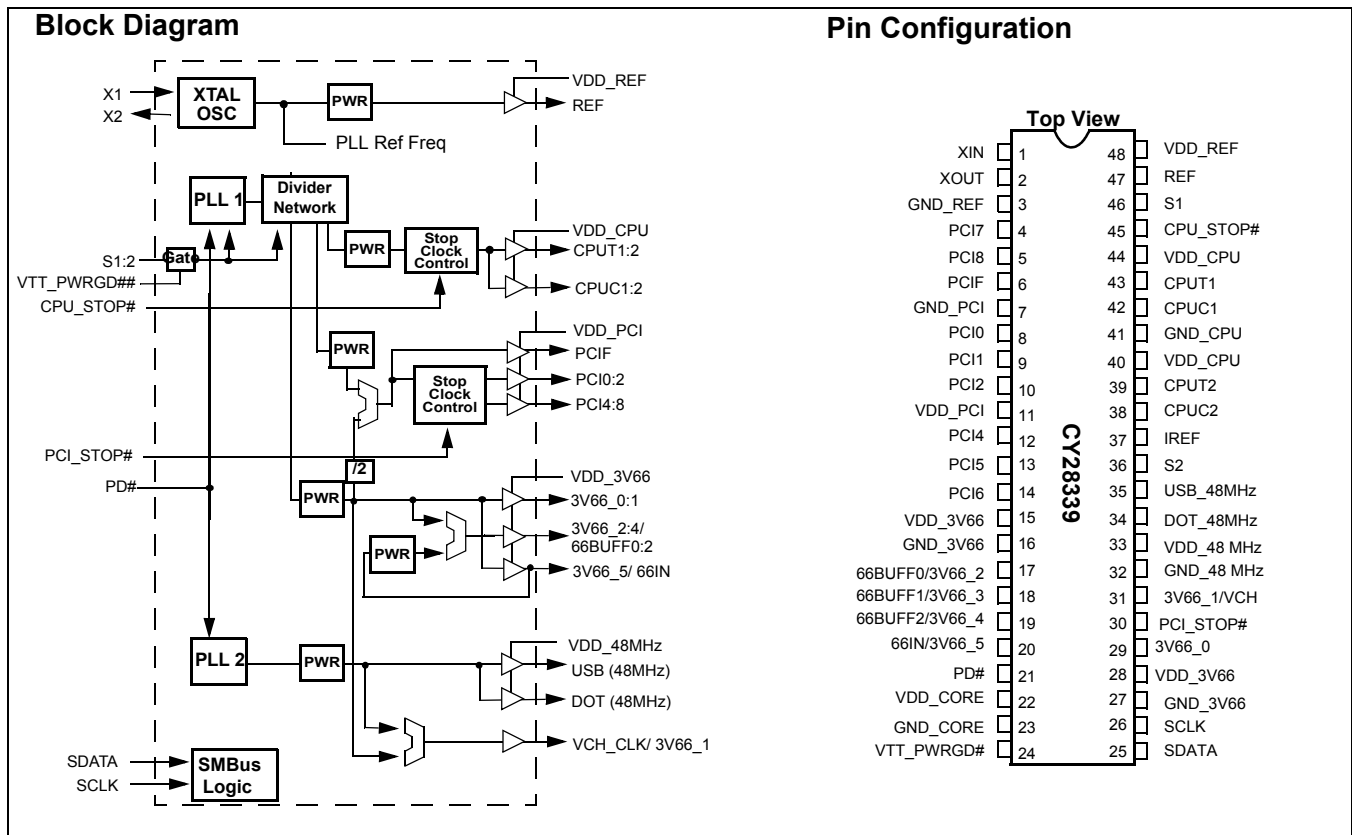 Block Diagram
X1
X2
XTAL
OSC
PWR
VDD_REF
REF
PLL Ref Freq
PLL 1
Divider
Network
S1:2
Gate
VTT_PWRGD##
CPU_STOP#
PWR
Stop
Clock
Control
VDD_CPU
CPUT1:2
CPUC1:2
PWR
Stop
Clock
Control
VDD_PCI
PCIF
PCI0:2
PCI4:8
PCI_STOP#
/2
PD#
PWR
VDD_3V66
3V66_0:1
3V66_2:4/
66BUFF0:2
PWR
3V66_5/ 66IN
PLL 2
PWR
VDD_48MHz
USB (48MHz)
DOT (48MHz)
VCH_CLK/ 3V66_1
SDATA
SCLK
SMBus
Logic
Pin Configuration
Top View
XIN 1 48 VDD_REF
XOUT 2 47 REF
GND_REF 3 46 S1
PCI7 4 45 CPU_STOP#
PCI8 5 44 VDD_CPU
PCIF 6 43 CPUT1
GND_PCI 7 42 CPUC1
PCI0 8 41 GND_CPU
PCI1 9 40 VDD_CPU
PCI2 10 39 CPUT2
VDD_PCI 11 38 CPUC2
PCI4 12 37 IREF
PCI5 13 36 S2
PCI6 14 35 USB_48MHz
VDD_3V66 15 34 DOT_48MHz
GND_3V66 16 33 VDD_48 MHz
66BUFF0/3V66_2 17 32 GND_48 MHz
66BUFF1/3V66_3 18 31 3V66_1/VCH
66BUFF2/3V66_4 19 30 PCI_STOP#
66IN/3V66_5 20 29 3V66_0
PD# 21 28 VDD_3V66
VDD_CORE 22 27 GND_3V66
GND_CORE 23 26 SCLK
VTT_PWRGD# 24 25 SDATA
CY28339